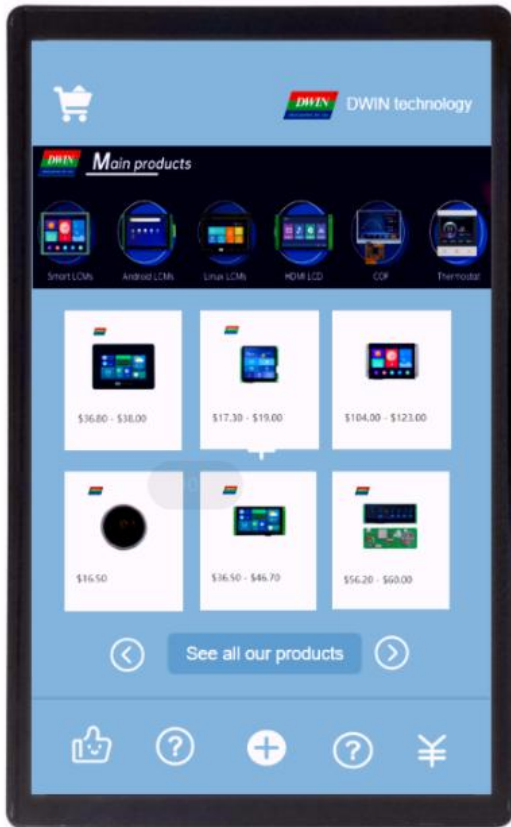 DWIN DWIN technology
DWIN Main products
Smart LCMs Android LCMs Linux LCMs HDMI LCD COF Thermostat
$36.80 - $38.00 $17.30 - $19.00 $104.00 - $123.00
$16.50 $36.50 - $46.70 $56.20 - $60.00
See all our products
? + ? ¥